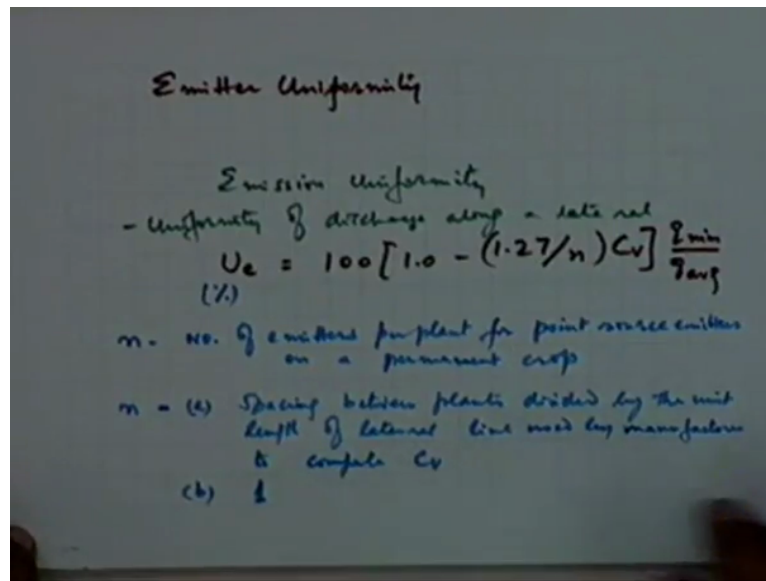 Emitter Uniformity
Emission Uniformity
- Uniformity of discharge along a lateral
Ue = 100 [1.0 - (1.27/n) Cv] qmin/qavg
(%)
n - No. of emitters per plant for point source emitters
on a permanent crop
n - (a) Spacing between plants divided by the unit
length of lateral line used by manufacturer
to compute Cv
(b) 1